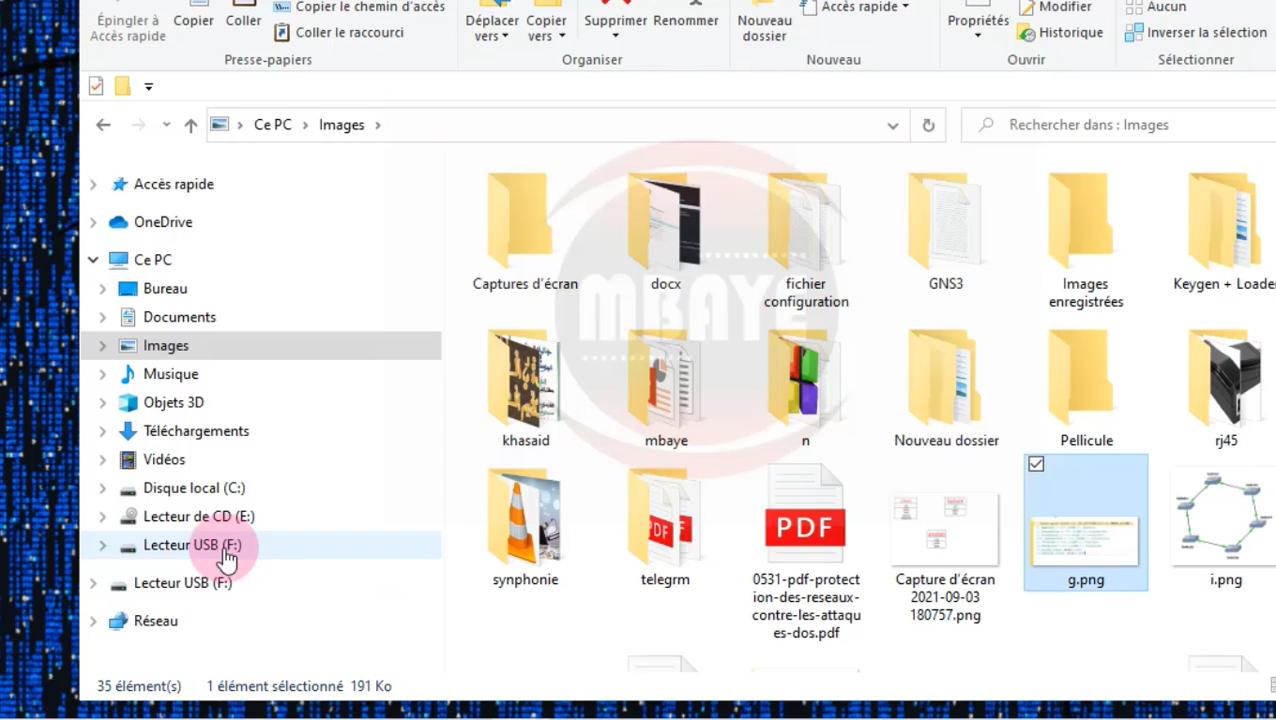 Épingler à
Accès rapide
Copier
Coller
Copier le chemin d'accès
Coller le raccourci
Déplacer
vers
Copier
vers
Supprimer
Renommer
Nouveau
dossier
Accès rapide
Propriétés
Modifier
Historique
Aucun
Inverser la sélection
Presse-papiers
Organiser
Nouveau
Ouvrir
Sélectionner
Ce PC
Images
Rechercher dans : Images
Accès rapide
OneDrive
Ce PC
Bureau
Documents
Images
Musique
Objets 3D
Téléchargements
Vidéos
Disque local (C:)
Lecteur de CD (E:)
Lecteur USB (F:)
Lecteur USB (F:)
Réseau
MBAYE
Captures d'écran
docx
fichier
configuration
GNS3
Images
enregistrées
Keygen + Loade
khasaid
mbaye
n
Nouveau dossier
Pellicule
rj45
PDF
synphonie
telegrm
0531-pdf-protect
ion-des-reseaux-
contre-les-attaqu
es-dos.pdf
Capture d'écran
2021-09-03
180757.png
g.png
i.png
35 élément(s)
1 élément sélectionné 191 Ko